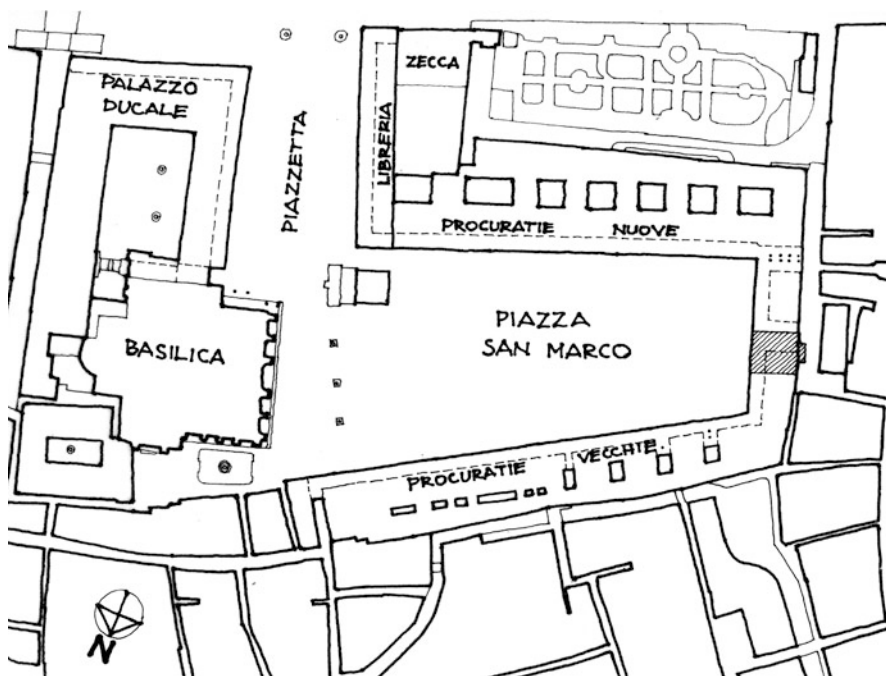 PALAZZO
DUCALE
PIAZZETTA
LIBRERIA
ZECCA
PROCURATIE NUOVE
BASILICA
PIAZZA
SAN MARCO
PROCURATIE VECCHIE
N